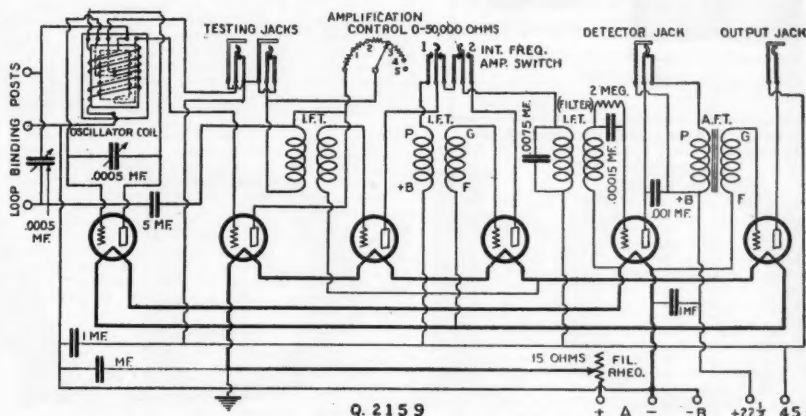 TESTING JACKS
AMPLIFICATION
CONTROL 0-50,000 OHMS
1 2 3 4 5
1 2
INT. FREQ.
AMP. SWITCH
DETECTOR JACK
OUTPUT JACK
LOOP BINDING POSTS
OSCILLATOR COIL
.0005 MF.
.0005
MF.
.5 MF.
I.F.T.
I.F.T.
P
G
+B
F
.0075 MF.
(FILTER)
I.F.T.
2 MEG.
.00015 MF.
A.F.T.
P
G
+B
F
.001 MF.
1 MF.
MF.
1 MF
15 OHMS
FIL.
RHEO.
+ A - -B +22½ 45
Q. 2159